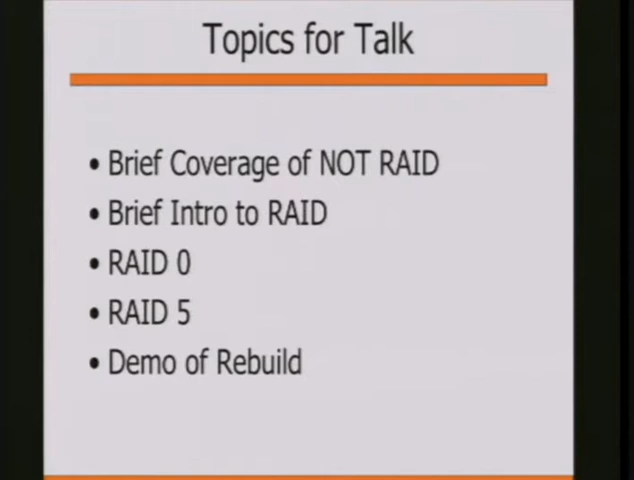 Topics for Talk
• Brief Coverage of NOT RAID
• Brief Intro to RAID
• RAID 0
• RAID 5
• Demo of Rebuild